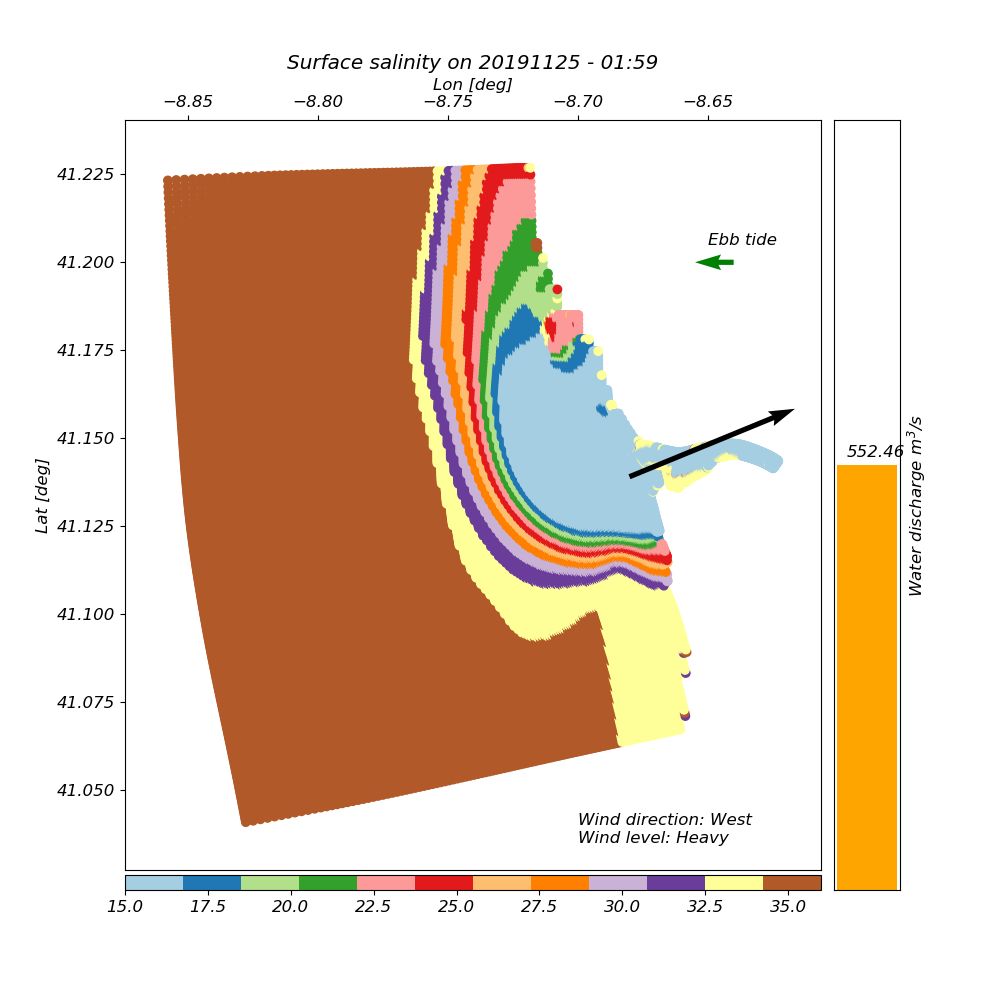 Surface salinity on 20191125 - 01:59
Lon [deg]
−8.85 −8.80 −8.75 −8.70 −8.65
41.225
41.200
41.175
41.150
41.125
41.100
41.075
41.050
Lat [deg]
Ebb tide
Wind direction: West
Wind level: Heavy
552.46
Water discharge m³/s
15.0 17.5 20.0 22.5 25.0 27.5 30.0 32.5 35.0